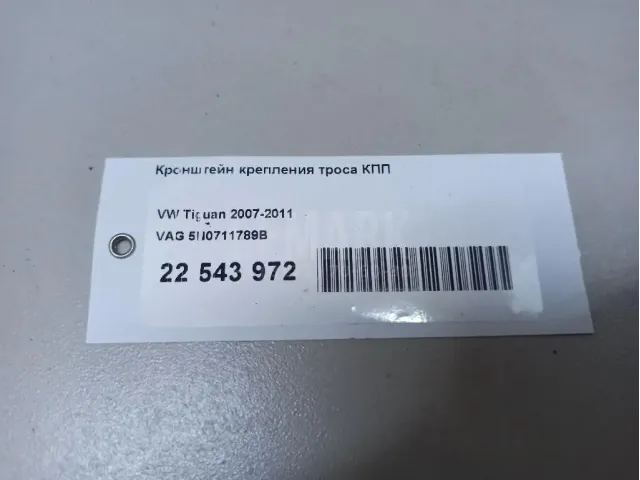 Кронштейн крепления троса КПП
VW Tiguan 2007-2011
VAG 5N0711789B
22 543 972